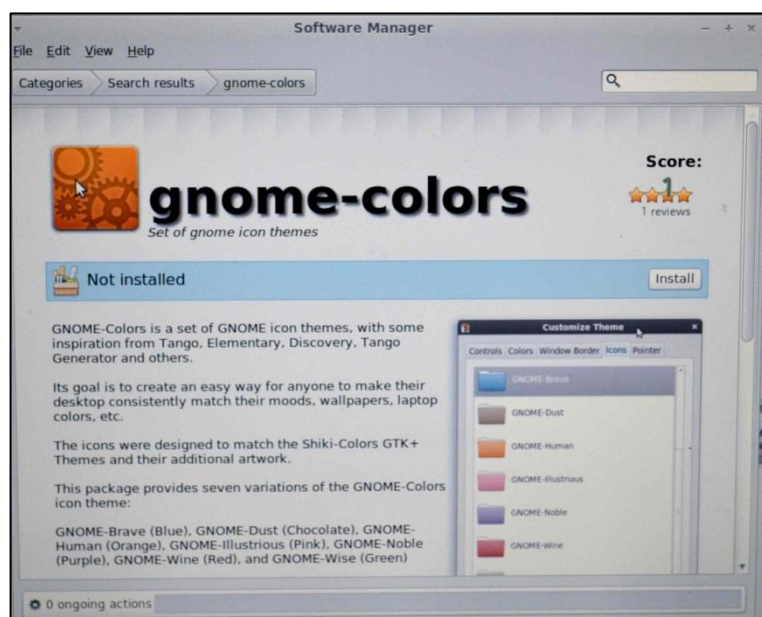 Software Manager
File Edit View Help
Categories Search results gnome-colors
gnome-colors
Set of gnome icon themes
Score:
1
1 reviews
Not installed
Install
GNOME-Colors is a set of GNOME icon themes, with some
inspiration from Tango, Elementary, Discovery, Tango
Generator and others.
Its goal is to create an easy way for anyone to make their
desktop consistently match their moods, wallpapers, laptop
colors, etc.
The icons were designed to match the Shiki-Colors GTK+
Themes and their additional artwork.
This package provides seven variations of the GNOME-Colors
icon theme:
GNOME-Brave (Blue), GNOME-Dust (Chocolate), GNOME-
Human (Orange), GNOME-Illustrious (Pink), GNOME-Noble
(Purple), GNOME-Wine (Red), and GNOME-Wise (Green)
Customize Theme
Controls Colors Window Border Icons Pointer
GNOME-Brave
GNOME-Dust
GNOME-Human
GNOME-Illustrious
GNOME-Noble
GNOME-Wine
0 ongoing actions